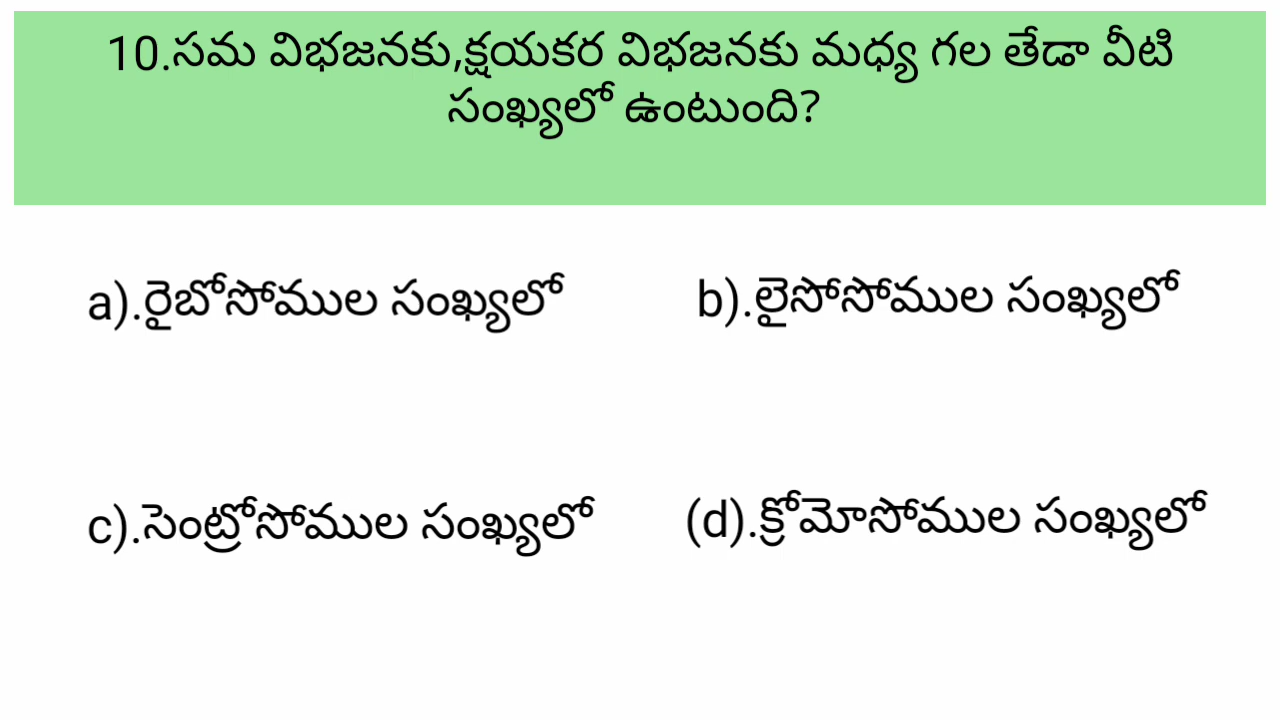 10.సమ విభజనకు,క్షయకర విభజనకు మధ్య గల తేడా వీటి
సంఖ్యలో ఉంటుంది?
a).రైబోసోముల సంఖ్యలో
b).లైసోసోముల సంఖ్యలో
c).సెంట్రోసోముల సంఖ్యలో
(d).క్రోమోసోముల సంఖ్యలో